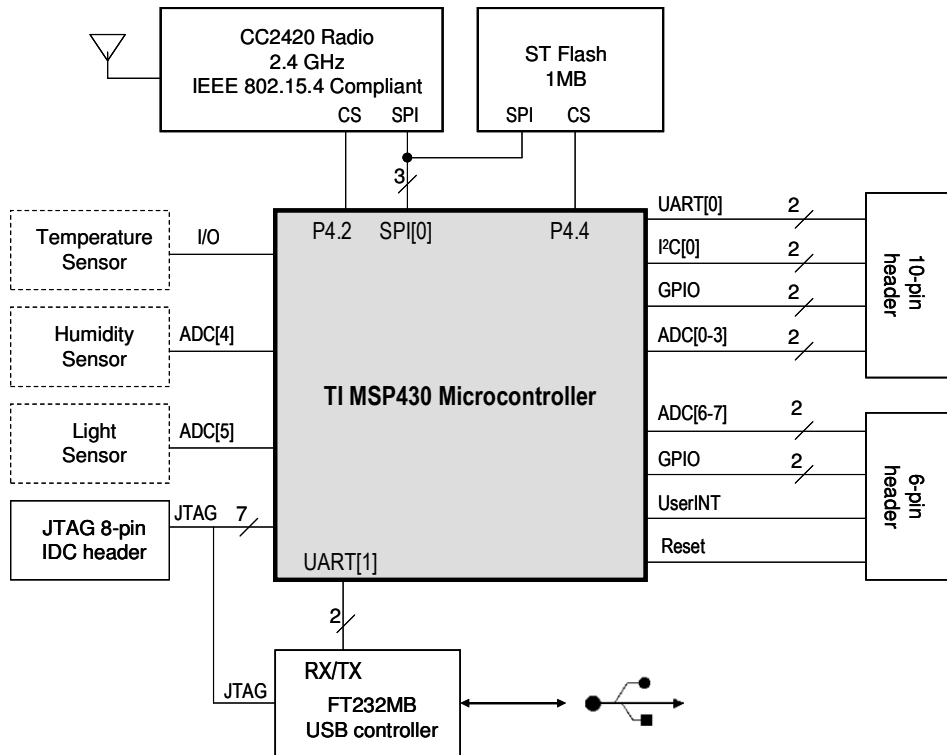 CC2420 Radio
2.4 GHz
IEEE 802.15.4 Compliant
CS SPI
ST Flash
1MB
SPI CS
3
P4.2 SPI[0] P4.4
Temperature
Sensor
I/O
Humidity
Sensor
ADC[4]
Light
Sensor
ADC[5]
JTAG 8-pin
IDC header
JTAG 7
TI MSP430 Microcontroller
UART[1]
UART[0] 2
I²C[0] 2
GPIO 2
ADC[0-3] 2
10-pin
header
ADC[6-7] 2
GPIO 2
UserINT
Reset
6-pin
header
2
RX/TX
JTAG
FT232MB
USB controller